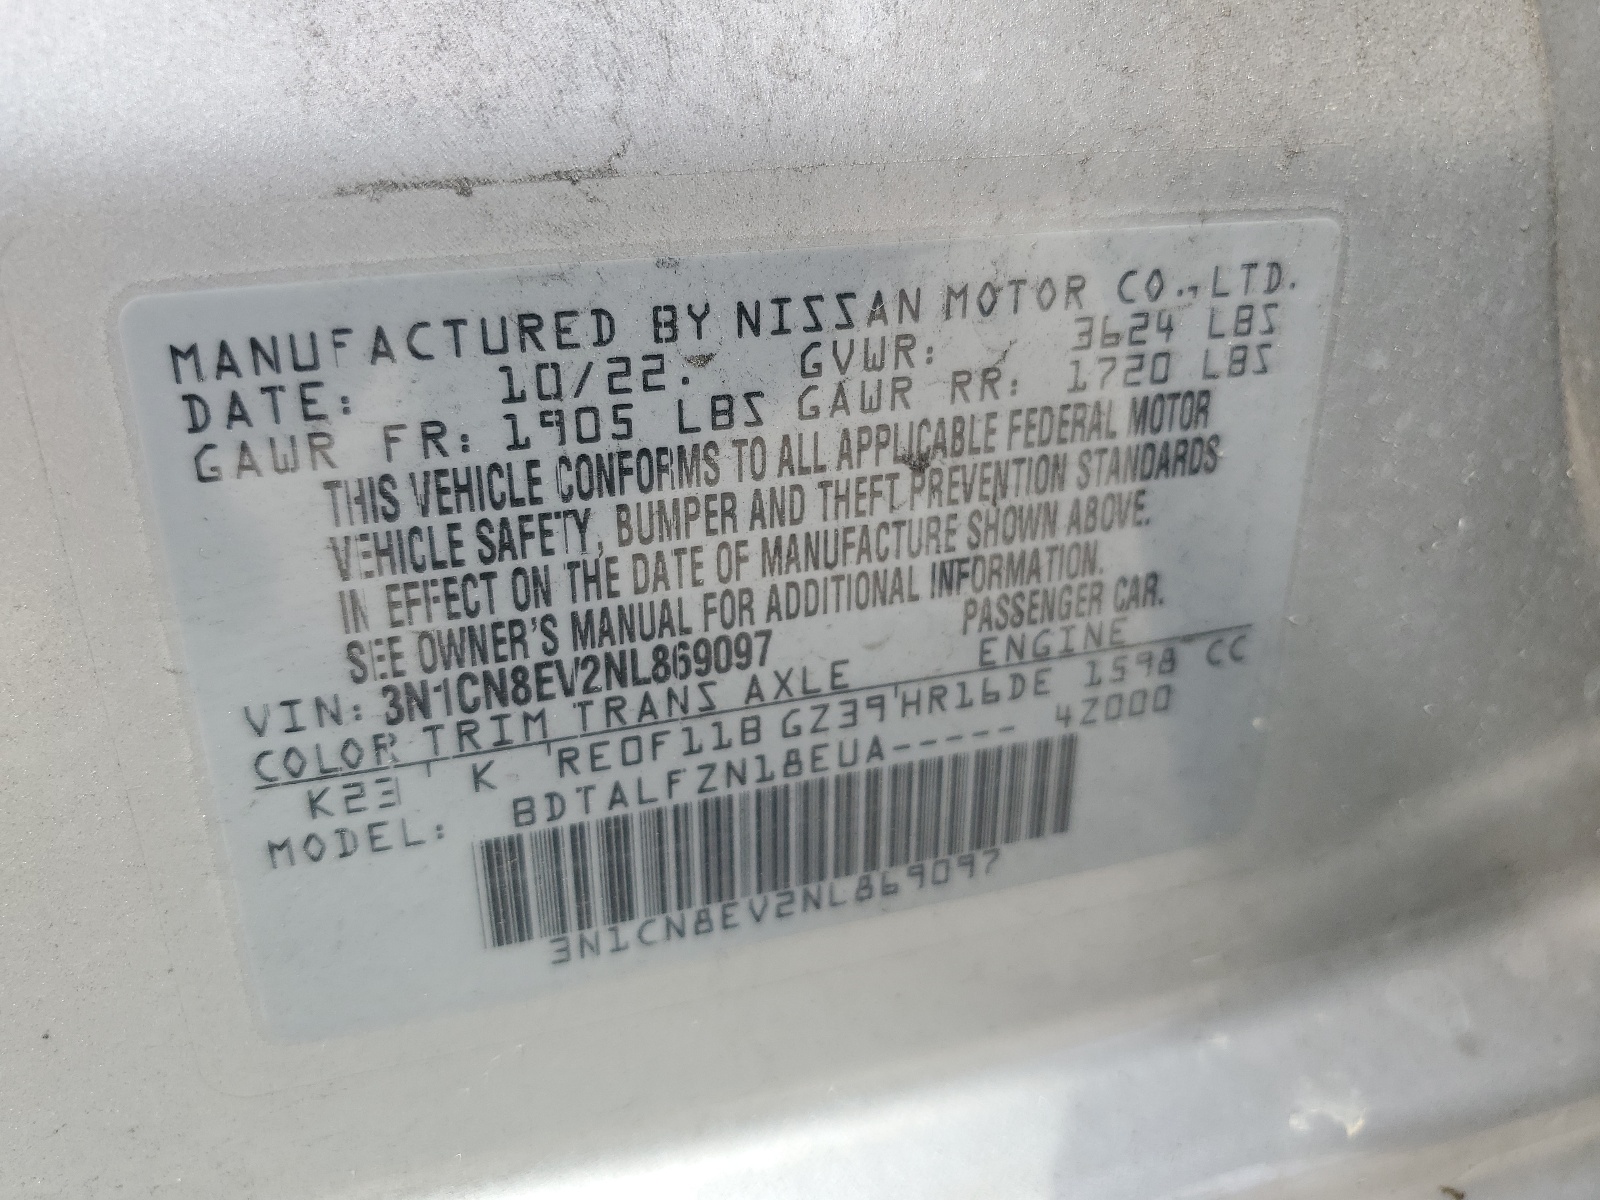 MANUFACTURED BY NISSAN MOTOR CO., LTD.
DATE: 10/22. GVWR: 3624 LBS
GAWR FR: 1905 LBS GAWR RR: 1720 LBS
THIS VEHICLE CONFORMS TO ALL APPLICABLE FEDERAL MOTOR
VEHICLE SAFETY, BUMPER AND THEFT PREVENTION STANDARDS
IN EFFECT ON THE DATE OF MANUFACTURE SHOWN ABOVE.
SEE OWNER'S MANUAL FOR ADDITIONAL INFORMATION.
VIN: 3N1CN8EV2NL869097 PASSENGER CAR.
COLOR TRIM TRANS AXLE ENGINE
K23 K RE0F11B GZ39 HR16DE 1598 CC
MODEL: BDTALFZN18EUA----- 4Z000
3N1CN8EV2NL869097